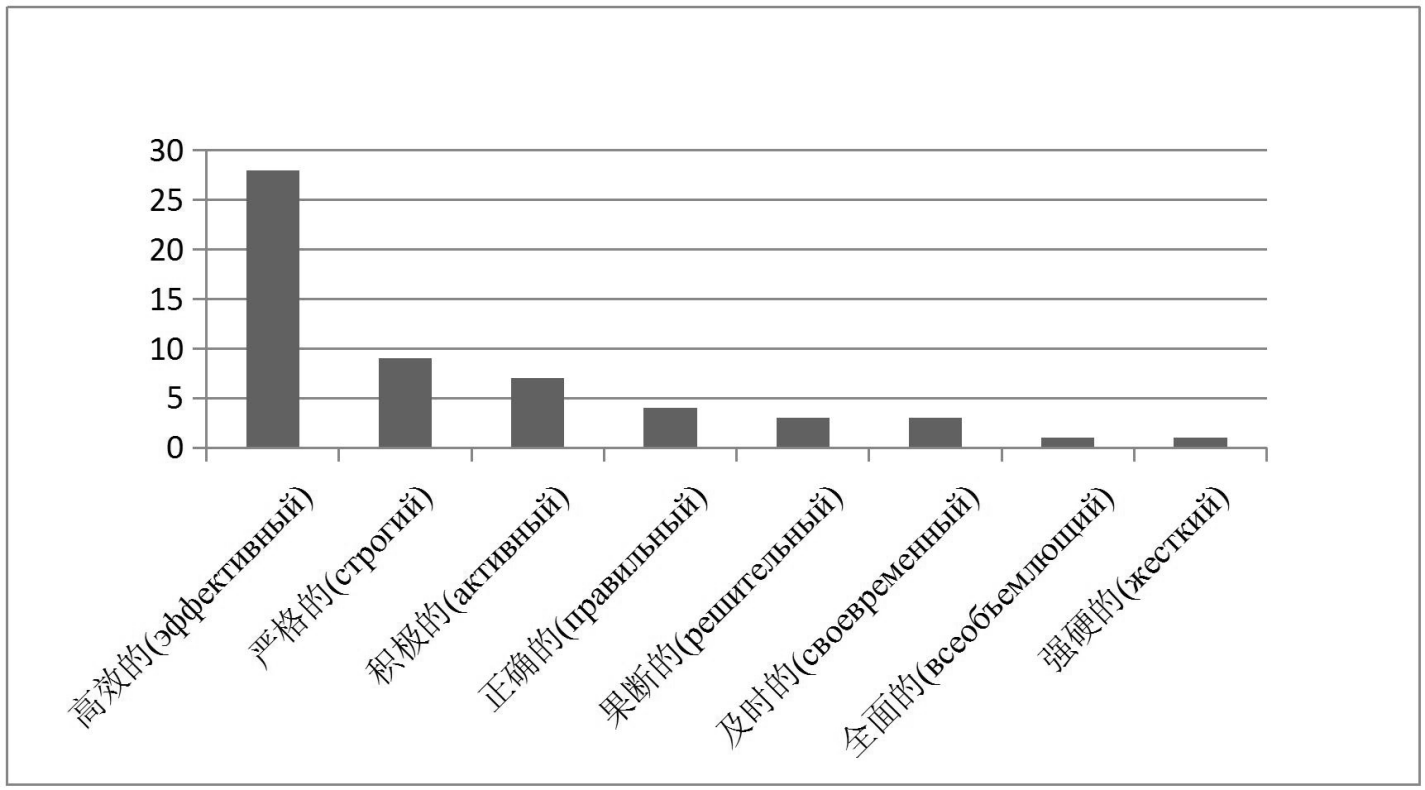 30
25
20
15
10
5
0
高效的(эффективный)
严格的(строгий)
积极的(активный)
正确的(правильный)
果断的(решительный)
及时的(своевременный)
全面的(всеобъемлющий)
强硬的(жесткий)